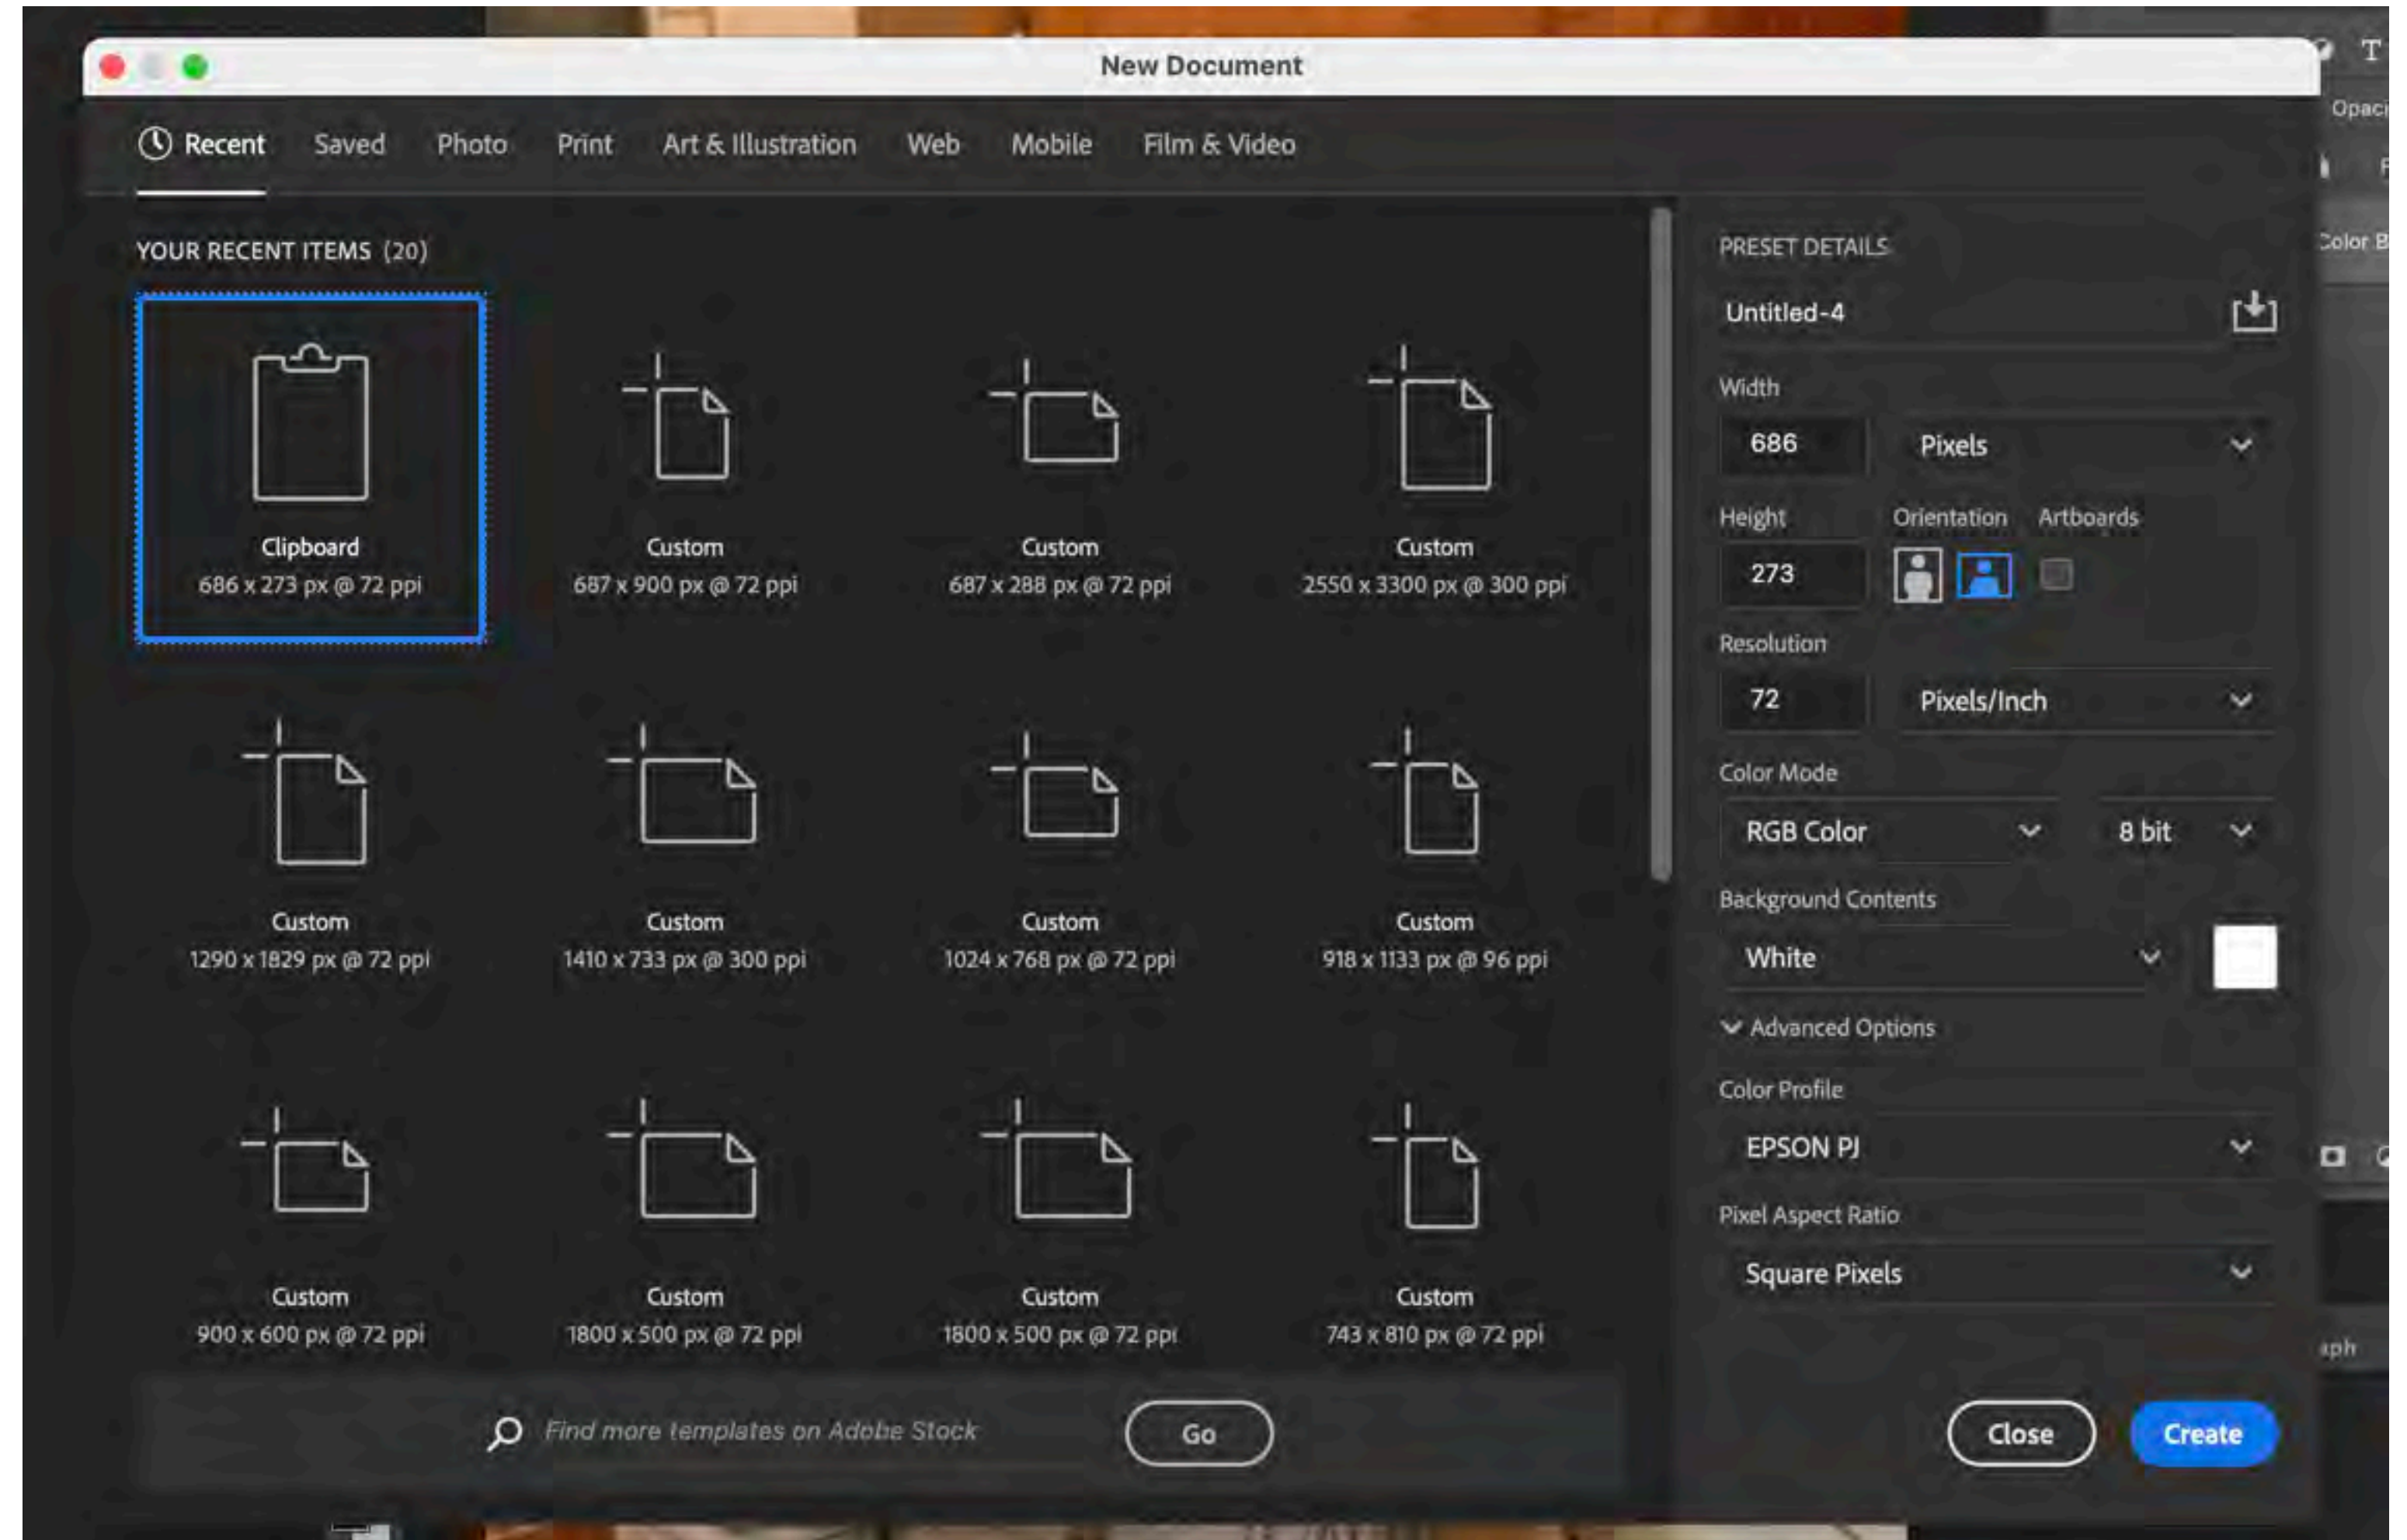 New Document
T
Opaci
Recent Saved Photo Print Art & Illustration Web Mobile Film & Video
YOUR RECENT ITEMS (20)
Clipboard
686 x 273 px @ 72 ppi
Custom
687 x 900 px @ 72 ppi
Custom
687 x 288 px @ 72 ppi
Custom
2550 x 3300 px @ 300 ppi
Custom
1290 x 1829 px @ 72 ppi
Custom
1410 x 733 px @ 300 ppi
Custom
1024 x 768 px @ 72 ppi
Custom
918 x 1133 px @ 96 ppi
Custom
900 x 600 px @ 72 ppi
Custom
1800 x 500 px @ 72 ppi
Custom
1800 x 500 px @ 72 ppi
Custom
743 x 810 px @ 72 ppi
Find more templates on Adobe Stock
Go
PRESET DETAILS
Untitled-4
Width
686 Pixels
Height Orientation Artboards
273
Resolution
72 Pixels/Inch
Color Mode
RGB Color 8 bit
Background Contents
White
Advanced Options
Color Profile
EPSON PJ
Pixel Aspect Ratio
Square Pixels
Close Create
Color B
aph